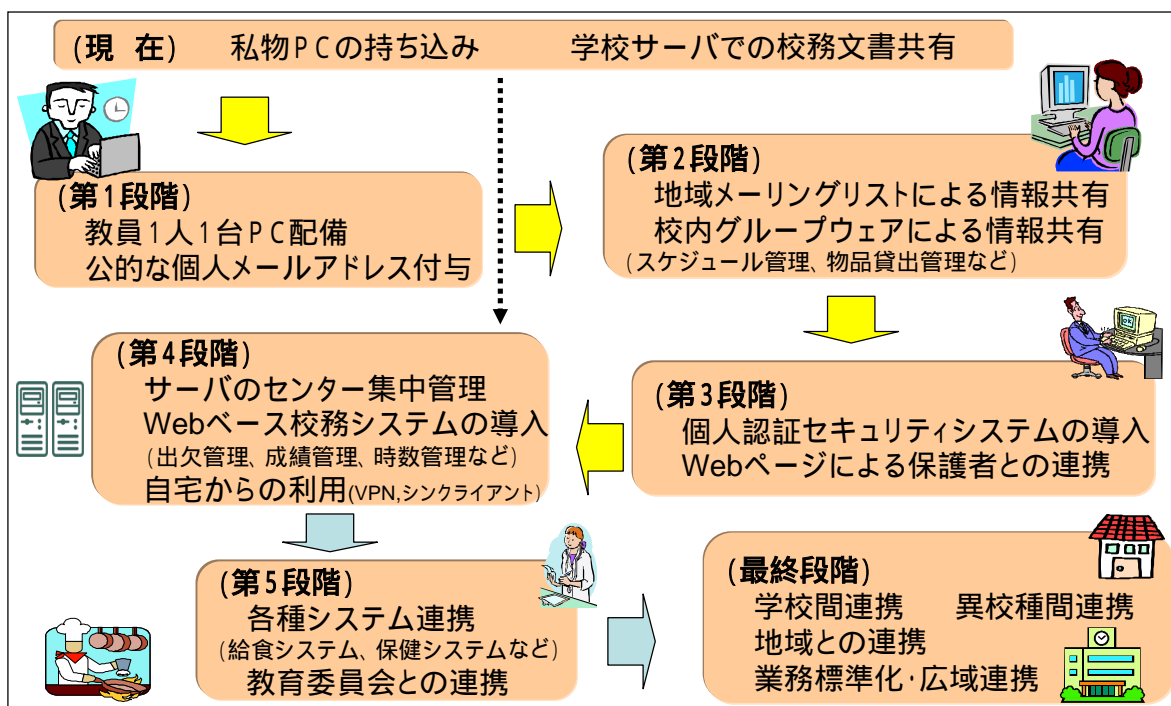 (現 在) 私物PCの持ち込み 学校サーバでの校務文書共有
(第1段階)
教員1人1台PC配備
公的な個人メールアドレス付与
(第2段階)
地域メーリングリストによる情報共有
校内グループウェアによる情報共有
(スケジュール管理、物品貸出管理など)
(第3段階)
個人認証セキュリティシステムの導入
Webページによる保護者との連携
(第4段階)
サーバのセンター集中管理
Webベース校務システムの導入
(出欠管理、成績管理、時数管理など)
自宅からの利用(VPN,シンクライアント)
(第5段階)
各種システム連携
(給食システム、保健システムなど)
教育委員会との連携
(最終段階)
学校間連携 異校種間連携
地域との連携
業務標準化・広域連携